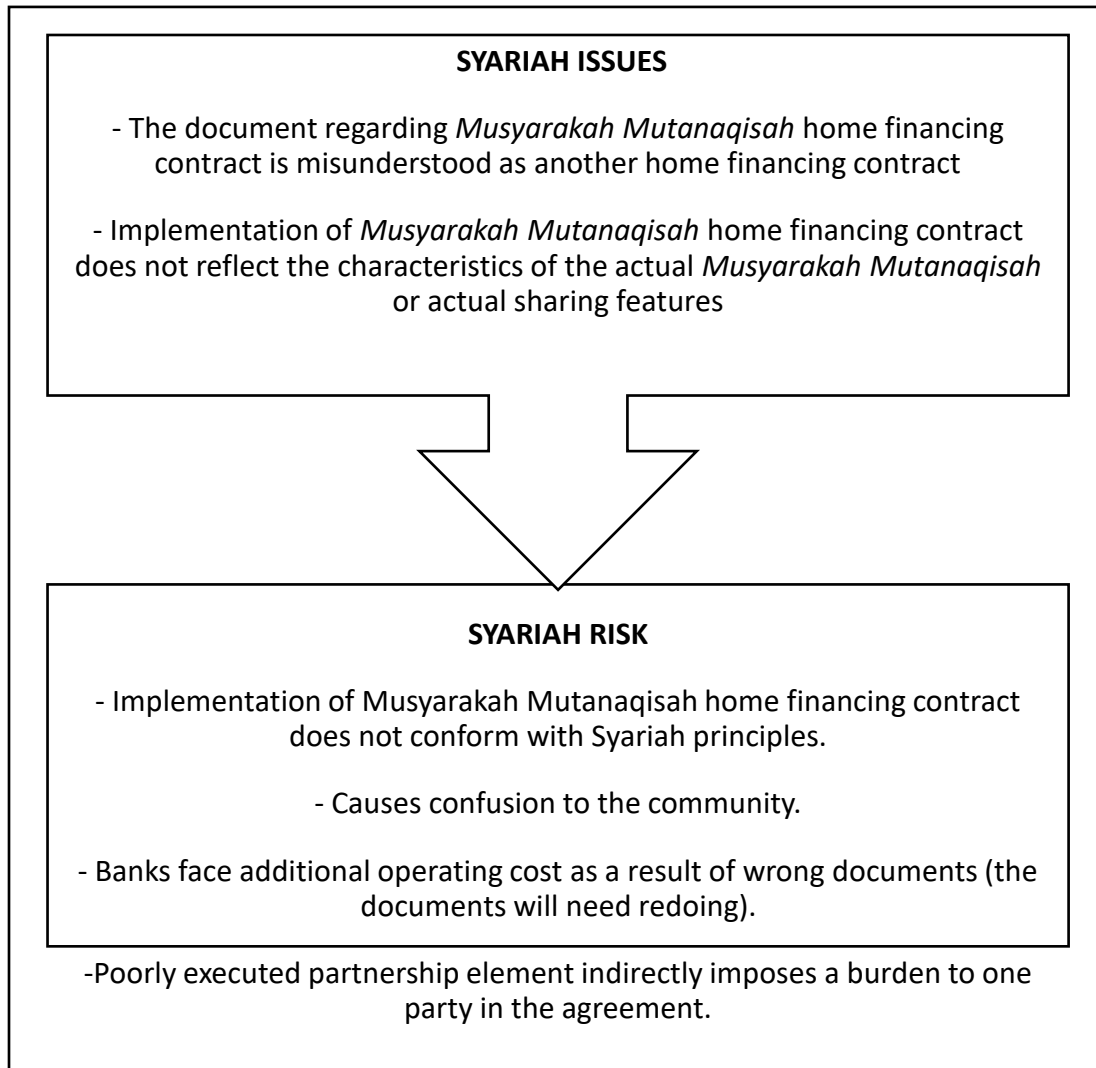 SYARIAH ISSUES
- The document regarding Musyarakah Mutanaqisah home financing
contract is misunderstood as another home financing contract
- Implementation of Musyarakah Mutanaqisah home financing contract
does not reflect the characteristics of the actual Musyarakah Mutanaqisah
or actual sharing features
SYARIAH RISK
- Implementation of Musyarakah Mutanaqisah home financing contract
does not conform with Syariah principles.
- Causes confusion to the community.
- Banks face additional operating cost as a result of wrong documents (the
documents will need redoing).
-Poorly executed partnership element indirectly imposes a burden to one
party in the agreement.